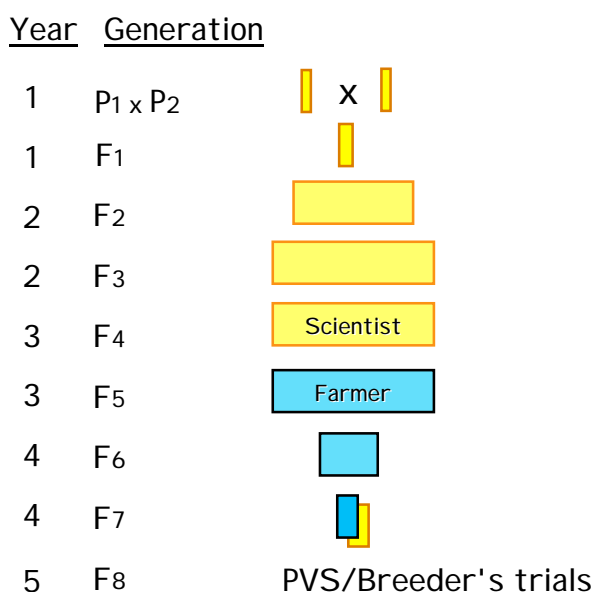 Year Generation
1 P1 x P2 x
1 F1
2 F2
2 F3
3 F4 Scientist
3 F5 Farmer
4 F6
4 F7
5 F8 PVS/Breeder's trials